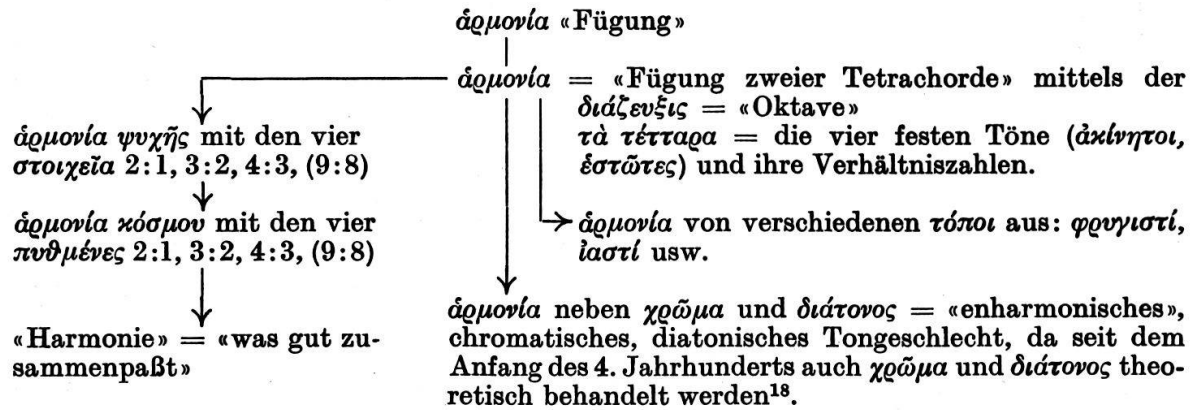 ἁρμονία «Fügung»
ἁρμονία = «Fügung zweier Tetrachorde» mittels der
διάζευξις = «Oktave»
τὰ τέτταρα = die vier festen Töne (ἀκίνητοι,
ἑστῶτες) und ihre Verhältniszahlen.
ἁρμονία ψυχῆς mit den vier
στοιχεῖα 2:1, 3:2, 4:3, (9:8)
ἁρμονία κόσμου mit den vier
πυθμένες 2:1, 3:2, 4:3, (9:8)
«Harmonie» = «was gut zu-
sammenpaßt»
ἁρμονία von verschiedenen τόποι aus: φρυγιστί,
ἰαστί usw.
ἁρμονία neben χρῶμα und διάτονος = «enharmonisches»,
chromatisches, diatonisches Tongeschlecht, da seit dem
Anfang des 4. Jahrhunderts auch χρῶμα und διάτονος theo-
retisch behandelt werden¹⁸.